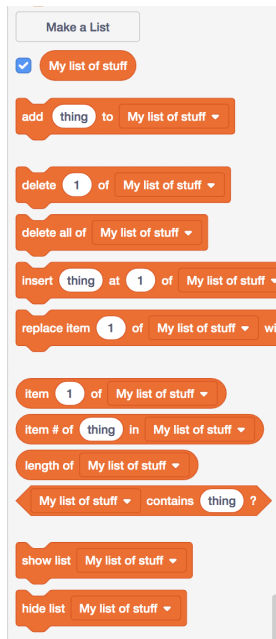 Make a List
My list of stuff
add thing to My list of stuff
delete 1 of My list of stuff
delete all of My list of stuff
insert thing at 1 of My list of stuff
replace item 1 of My list of stuff wi
item 1 of My list of stuff
item # of thing in My list of stuff
length of My list of stuff
My list of stuff contains thing ?
show list My list of stuff
hide list My list of stuff